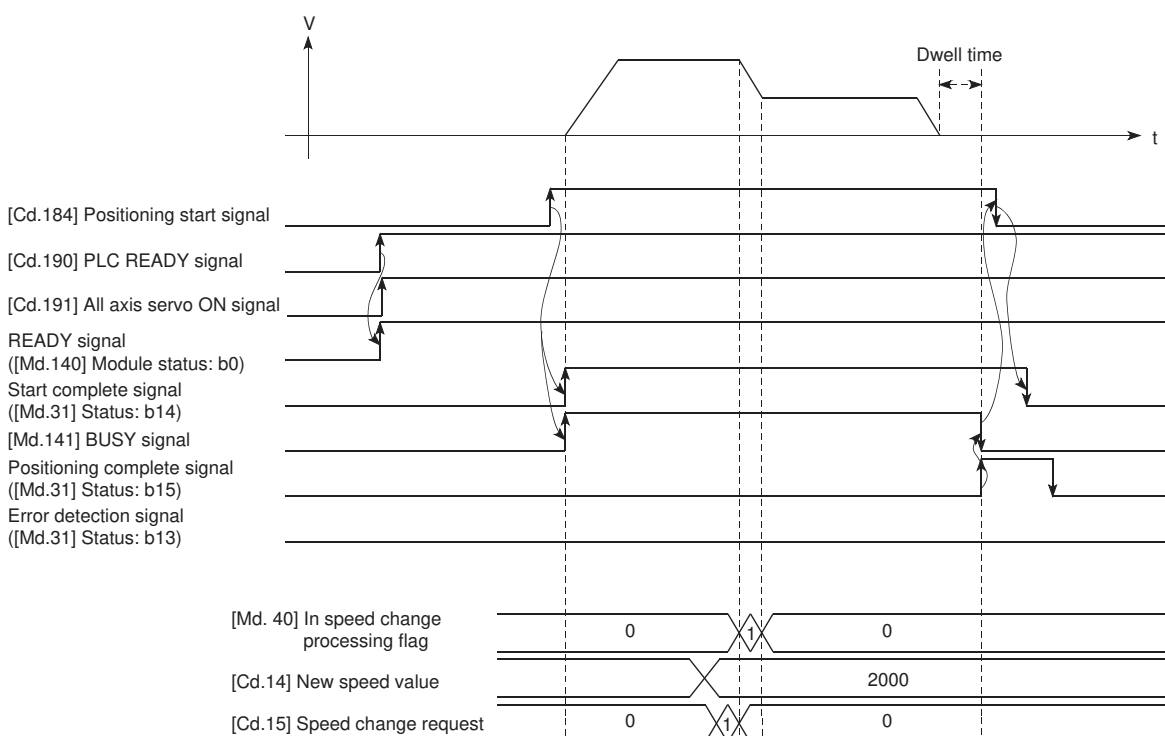 V
Dwell time
t
[Cd.184] Positioning start signal
[Cd.190] PLC READY signal
[Cd.191] All axis servo ON signal
READY signal
([Md.140] Module status: b0)
Start complete signal
([Md.31] Status: b14)
[Md.141] BUSY signal
Positioning complete signal
([Md.31] Status: b15)
Error detection signal
([Md.31] Status: b13)
[Md. 40] In speed change
processing flag
0 1 0
[Cd.14] New speed value 2000
[Cd.15] Speed change request 0 1 0